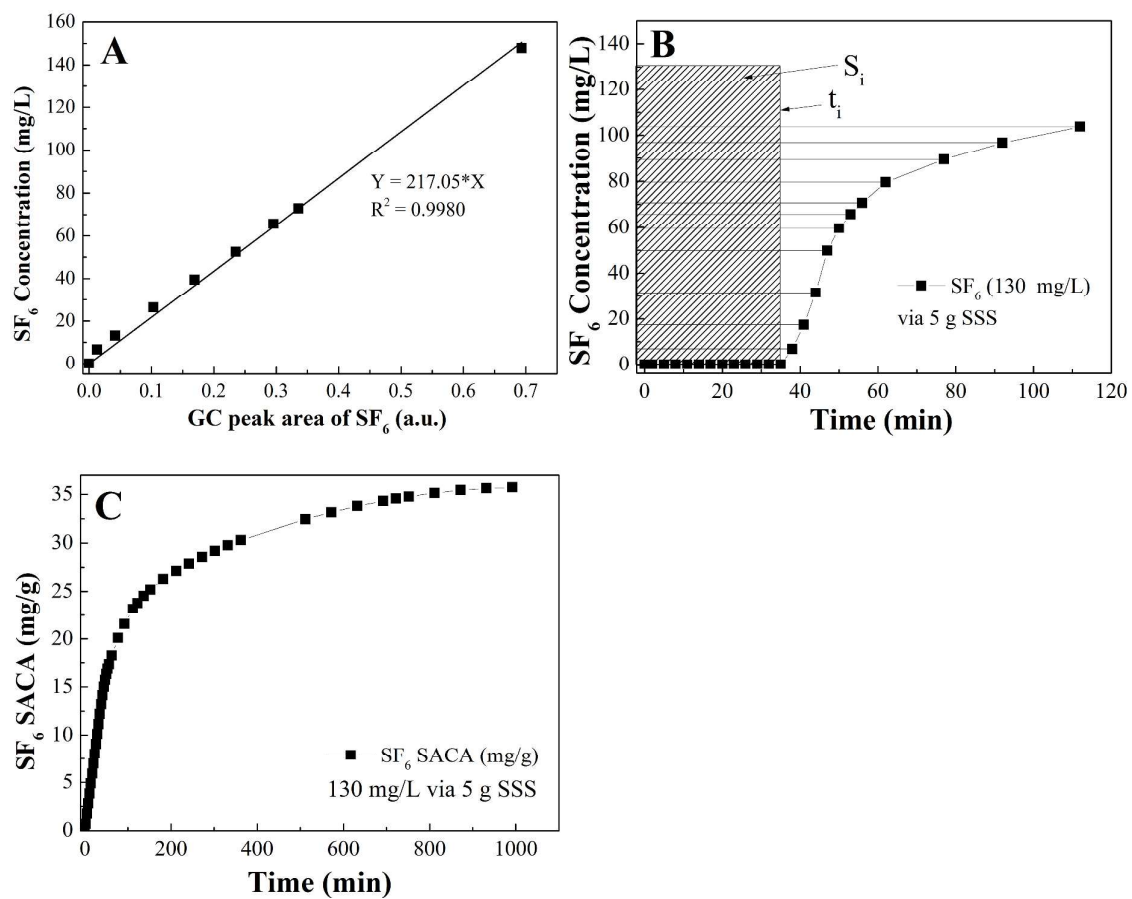 A
SF6 Concentration (mg/L)
160
140
120
100
80
60
40
20
0
Y = 217.05*X
R2 = 0.9980
0.0 0.1 0.2 0.3 0.4 0.5 0.6 0.7
GC peak area of SF6 (a.u.)
B
SF6 Concentration (mg/L)
140
120
100
80
60
40
20
0
Si
ti
SF6 (130 mg/L)
via 5 g SSS
0 20 40 60 80 100 120
Time (min)
C
SF6 SACA (mg/g)
35
30
25
20
15
10
5
0
SF6 SACA (mg/g)
130 mg/L via 5 g SSS
0 200 400 600 800 1000
Time (min)